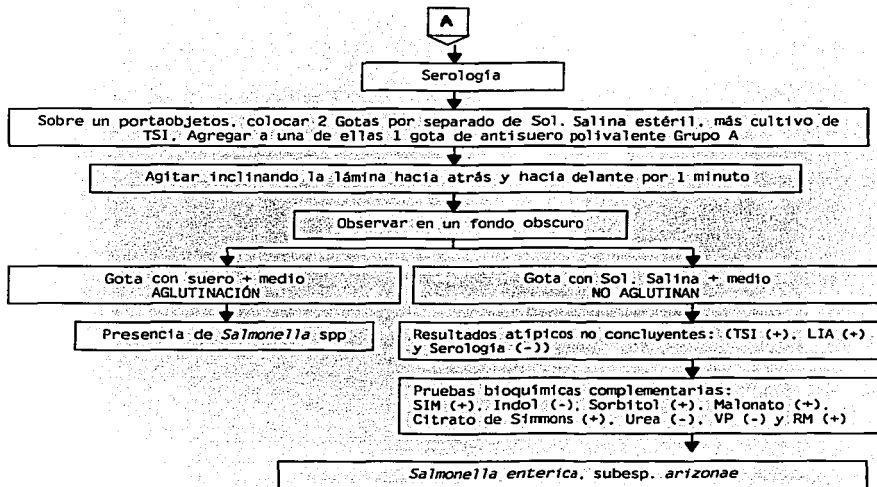 A
Serología
Sobre un portaobjetos, colocar 2 Gotas por separado de Sol. Salina estéril, más cultivo de
TSI, Agregar a una de ellas 1 gota de antisuero polivalente Grupo A
Agitar inclinando la lámina hacia atrás y hacia delante por 1 minuto
Observar en un fondo obscuro
Gota con suero + medio
AGLUTINACIÓN
Gota con Sol. Salina + medio
NO AGLUTINAN
Presencia de Salmonella spp
Resultados atípicos no concluyentes: (TSI (+), LIA (+)
y Serología (-))
Pruebas bioquímicas complementarias:
SIM (+), Indol (-), Sorbitol (+), Malonato (+),
Citrato de Simmons (+), Urea (-), VP (-) y RM (+)
Salmonella enterica, subesp. arizonae